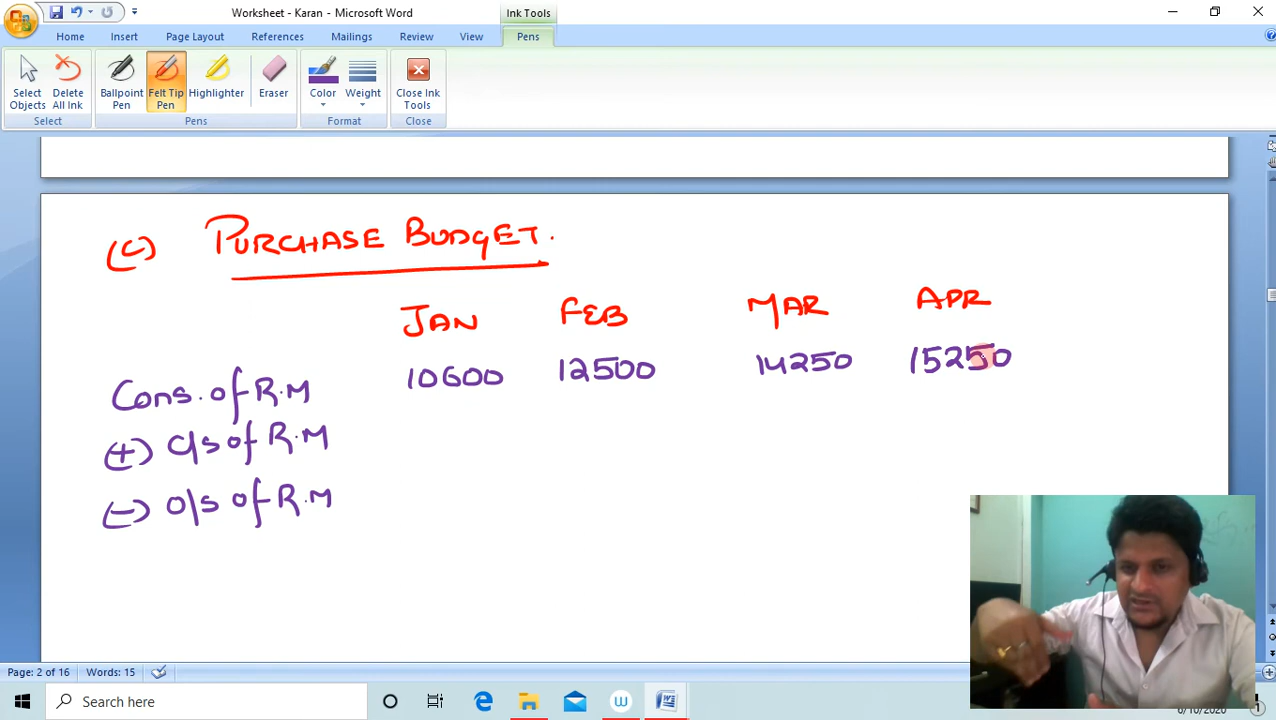 Worksheet - Karan - Microsoft Word
Ink Tools
Home Insert Page Layout References Mailings Review View Pens
Select Objects
Delete All Ink
Ballpoint Pen
Felt Tip Pen
Highlighter
Eraser
Color
Weight
Close Ink Tools
Select Pens Format Close
(C) PURCHASE BUDGET.
JAN FEB MAR APR
Cons. of R.M 10600 12500 14250 15250
(+) C/s of R.M
(-) O/s of R.M
Page: 2 of 16 Words: 15
Search here
6/10/2020